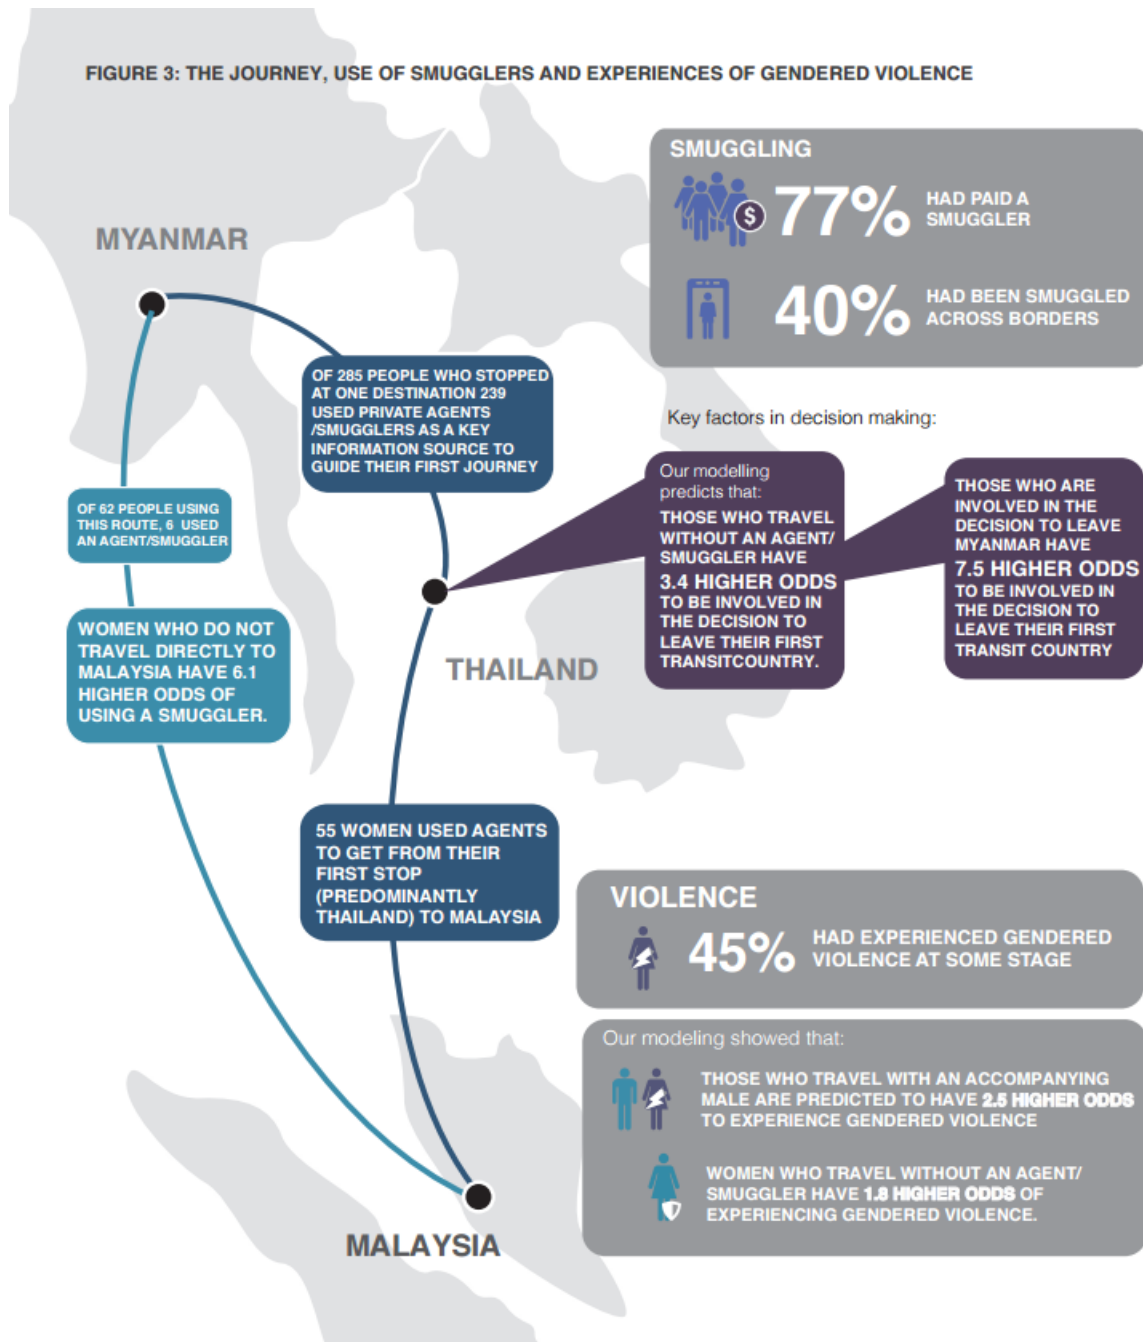 FIGURE 3: THE JOURNEY, USE OF SMUGGLERS AND EXPERIENCES OF GENDERED VIOLENCE
SMUGGLING
$
77%
HAD PAID A
SMUGGLER
40%
HAD BEEN SMUGGLED
ACROSS BORDERS
MYANMAR
OF 285 PEOPLE WHO STOPPED
AT ONE DESTINATION 239
USED PRIVATE AGENTS
/SMUGGLERS AS A KEY
INFORMATION SOURCE TO
GUIDE THEIR FIRST JOURNEY
Key factors in decision making:
Our modelling
predicts that:
THOSE WHO TRAVEL
WITHOUT AN AGENT/
SMUGGLER HAVE
3.4 HIGHER ODDS
TO BE INVOLVED IN
THE DECISION TO
LEAVE THEIR FIRST
TRANSITCOUNTRY.
THOSE WHO ARE
INVOLVED IN THE
DECISION TO LEAVE
MYANMAR HAVE
7.5 HIGHER ODDS
TO BE INVOLVED IN
THE DECISION TO
LEAVE THEIR FIRST
TRANSIT COUNTRY
OF 62 PEOPLE USING
THIS ROUTE, 6 USED
AN AGENT/SMUGGLER
WOMEN WHO DO NOT
TRAVEL DIRECTLY TO
MALAYSIA HAVE 6.1
HIGHER ODDS OF
USING A SMUGGLER.
THAILAND
55 WOMEN USED AGENTS
TO GET FROM THEIR
FIRST STOP
(PREDOMINANTLY
THAILAND) TO MALAYSIA
VIOLENCE
45%
HAD EXPERIENCED GENDERED
VIOLENCE AT SOME STAGE
Our modeling showed that:
THOSE WHO TRAVEL WITH AN ACCOMPANYING
MALE ARE PREDICTED TO HAVE 2.5 HIGHER ODDS
TO EXPERIENCE GENDERED VIOLENCE
WOMEN WHO TRAVEL WITHOUT AN AGENT/
SMUGGLER HAVE 1.8 HIGHER ODDS OF
EXPERIENCING GENDERED VIOLENCE.
MALAYSIA